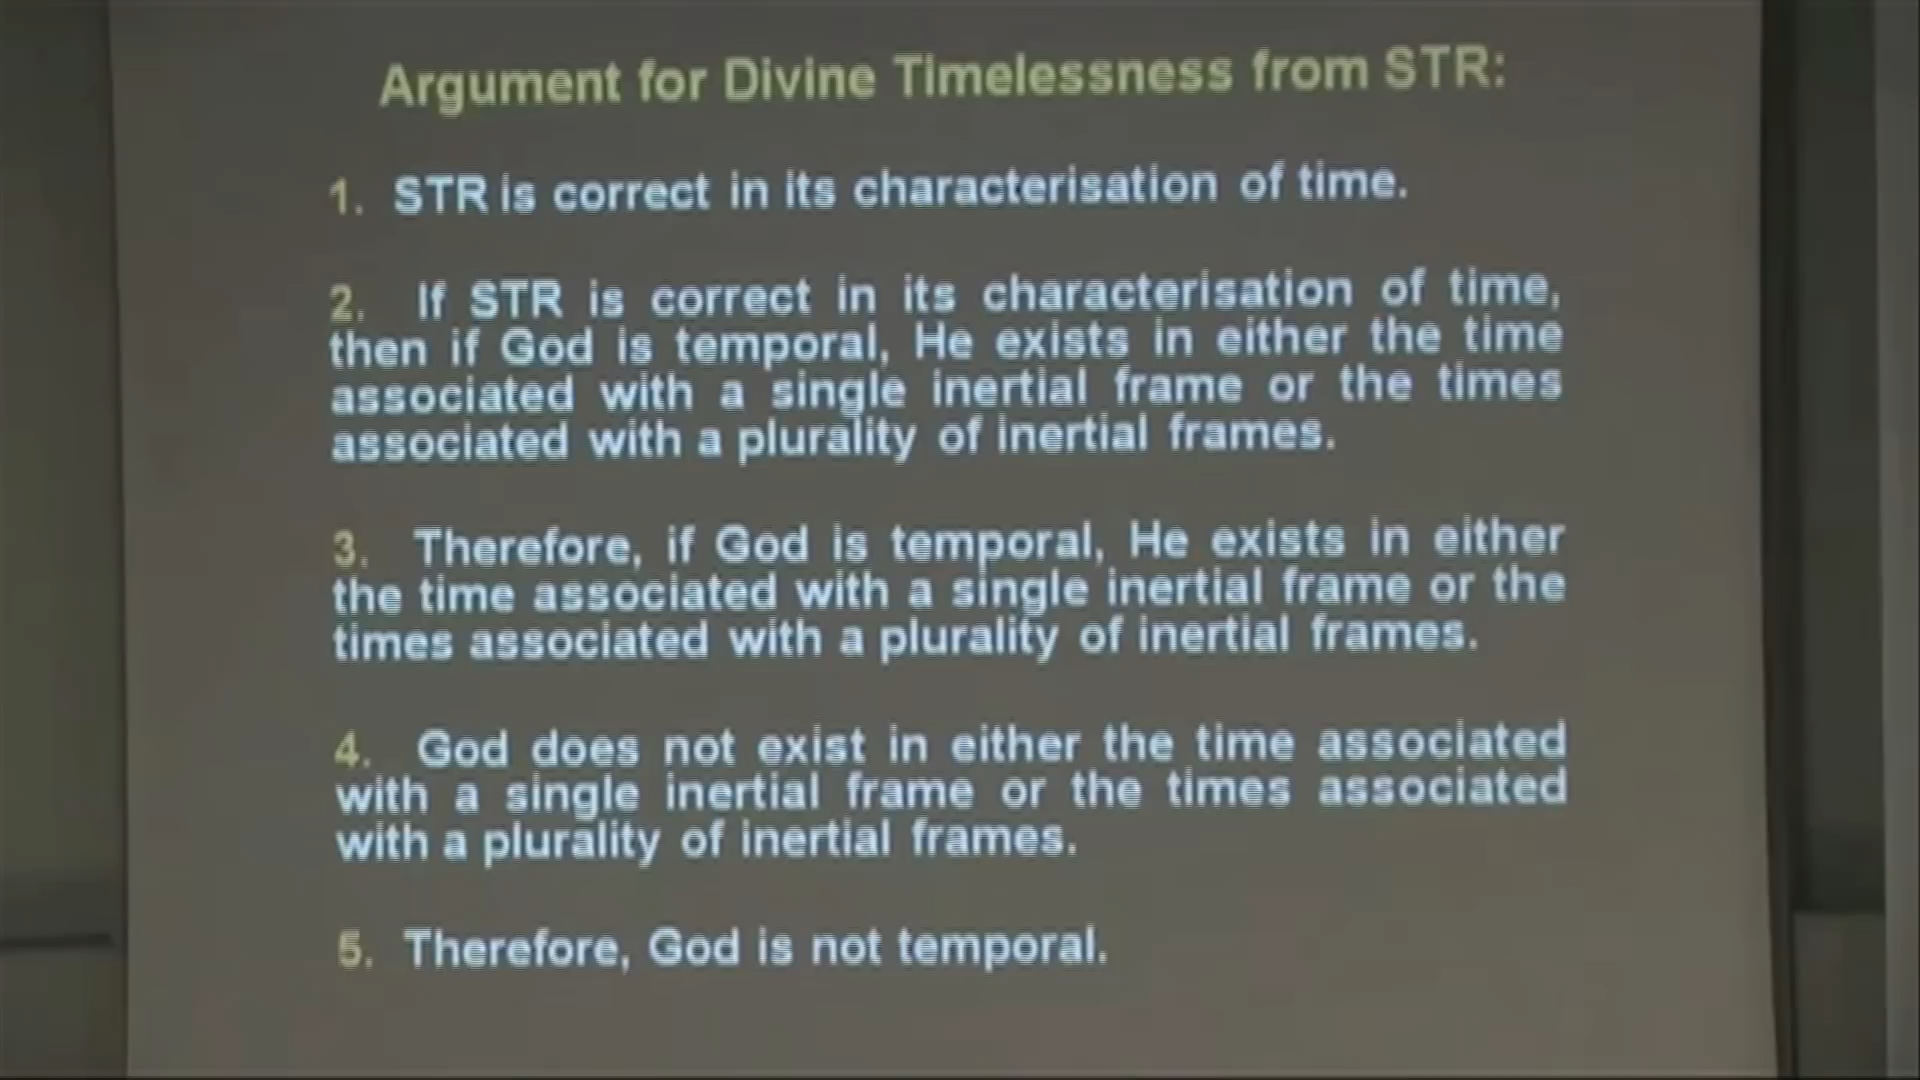 Argument for Divine Timelessness from STR:
1. STR is correct in its characterisation of time.
2. If STR is correct in its characterisation of time,
then if God is temporal, He exists in either the time
associated with a single inertial frame or the times
associated with a plurality of inertial frames.
3. Therefore, if God is temporal, He exists in either
the time associated with a single inertial frame or the
times associated with a plurality of inertial frames.
4. God does not exist in either the time associated
with a single inertial frame or the times associated
with a plurality of inertial frames.
5. Therefore, God is not temporal.